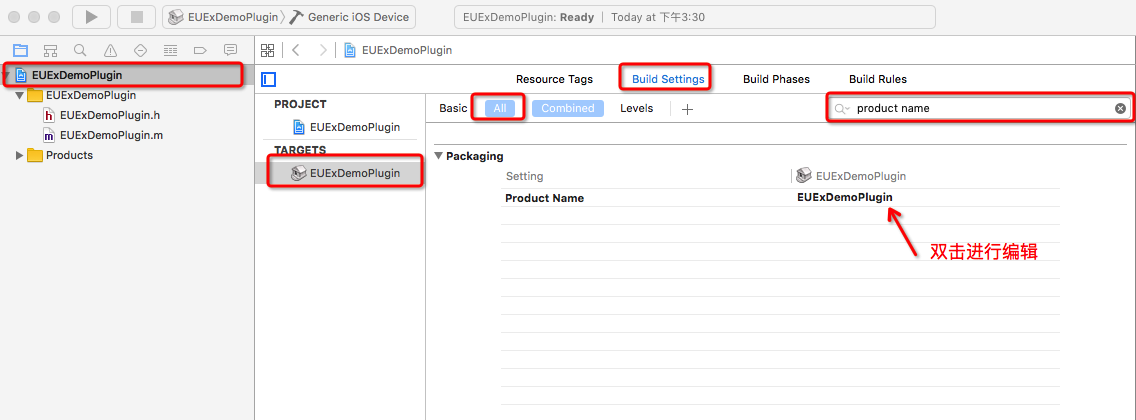 EUExDemoPlugin Generic iOS Device
EUExDemoPlugin: Ready | Today at 下午3:30
EUExDemoPlugin
EUExDemoPlugin
EUExDemoPlugin
h EUExDemoPlugin.h
m EUExDemoPlugin.m
Products
Resource Tags Build Settings Build Phases Build Rules
PROJECT
EUExDemoPlugin
TARGETS
EUExDemoPlugin
Basic All Combined Levels
product name
Packaging
Setting EUExDemoPlugin
Product Name EUExDemoPlugin
双击进行编辑